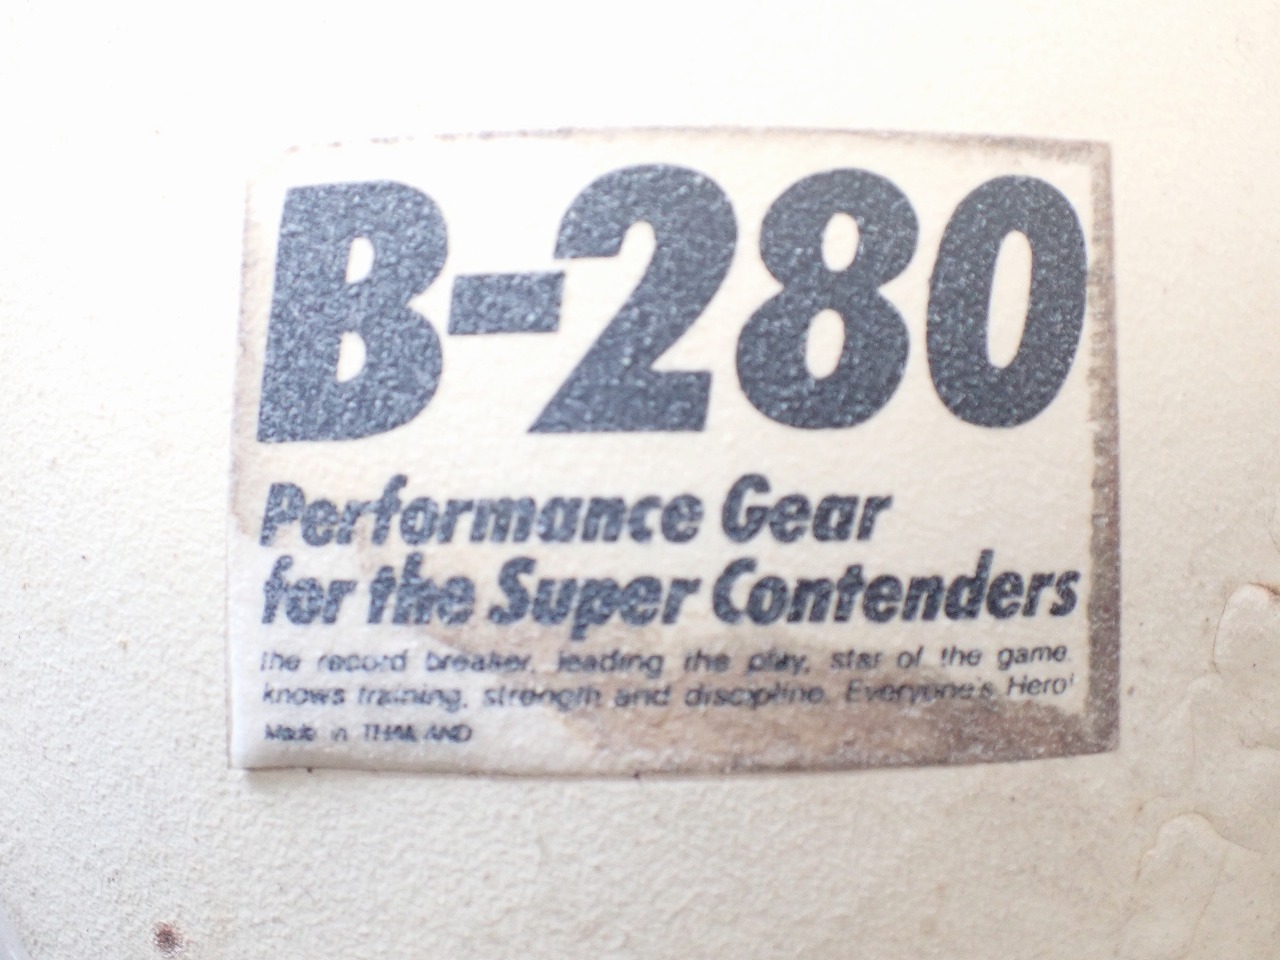 B-280
Performance Gear
for the Super Contenders
the record breaker, leading the play, star of the game.
knows training, strength and discipline. Everyone's Hero!
Made in THAILAND